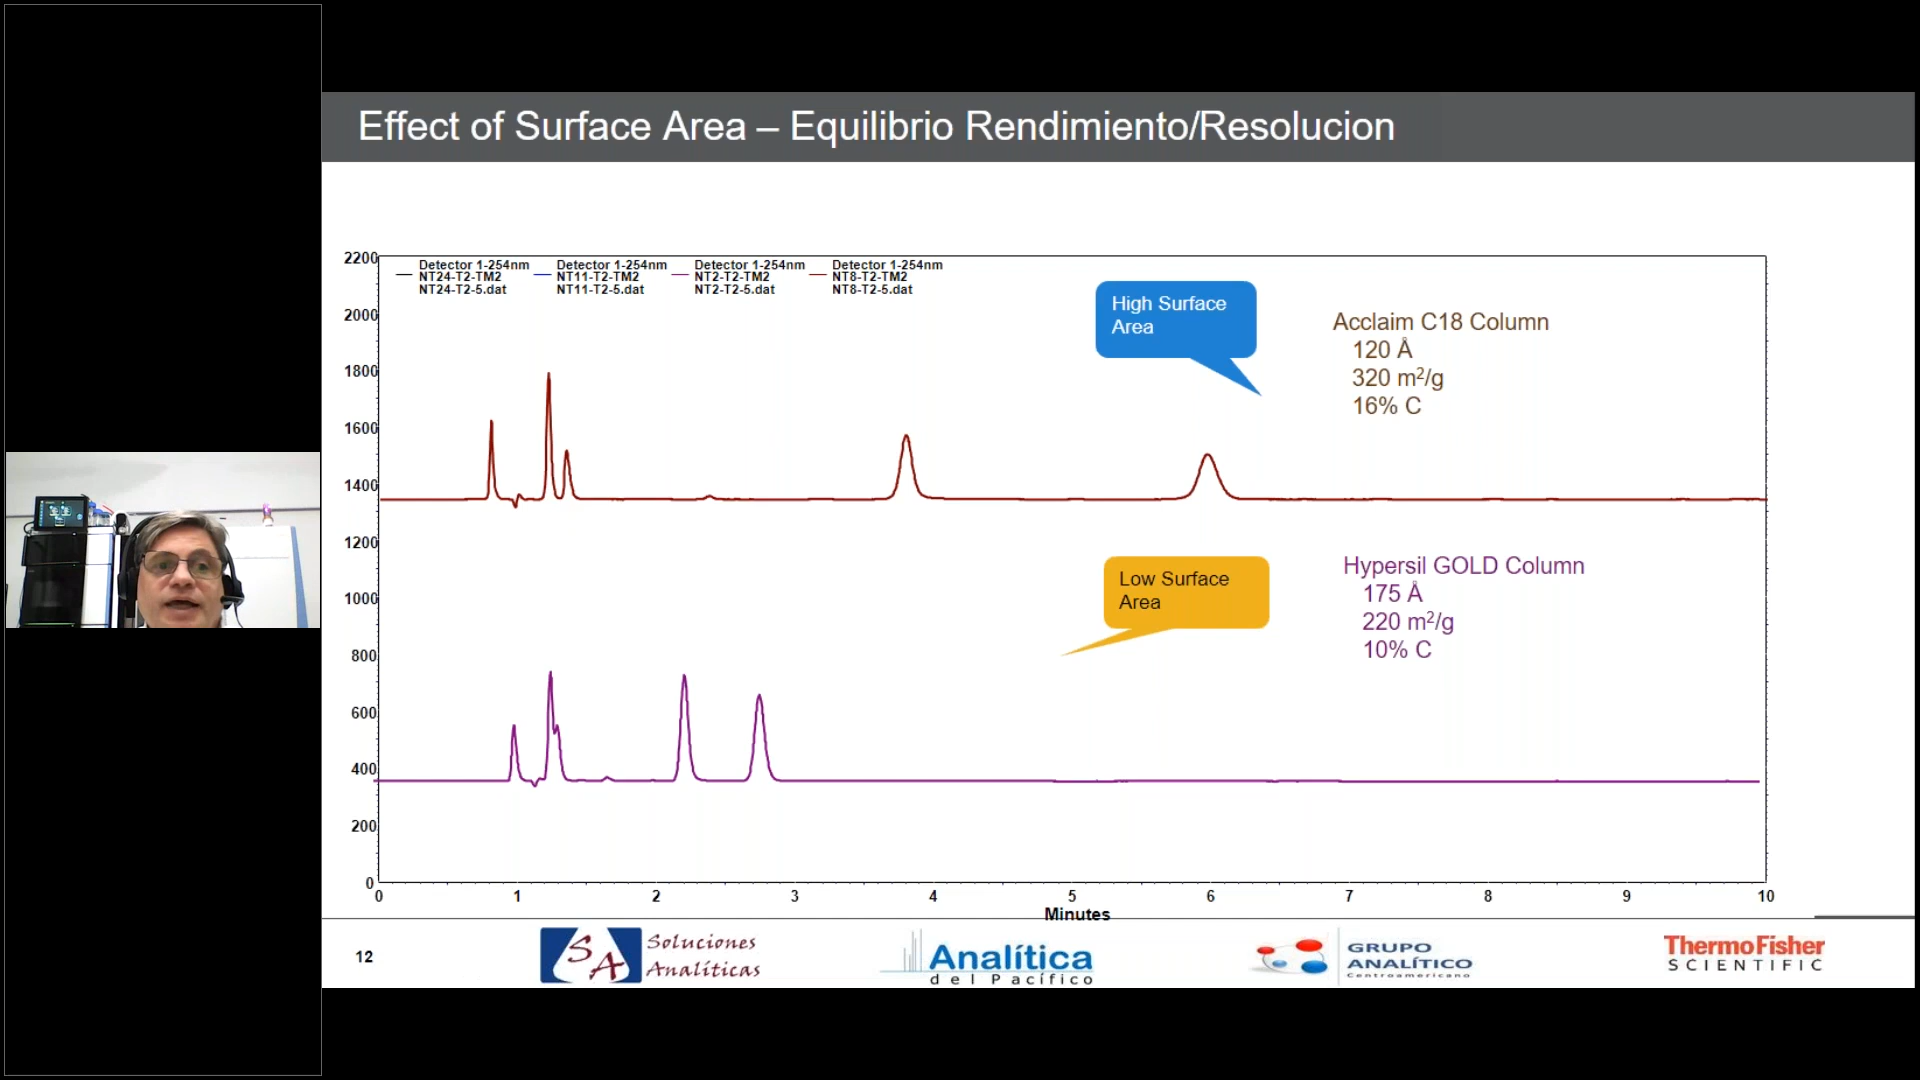 Effect of Surface Area – Equilibrio Rendimiento/Resolucion
2200
2000
1800
1600
1400
1200
1000
800
600
400
200
0
Detector 1-254nm
NT24-T2-TM2
NT24-T2-5.dat
Detector 1-254nm
NT11-T2-TM2
NT11-T2-5.dat
Detector 1-254nm
NT2-T2-TM2
NT2-T2-5.dat
Detector 1-254nm
NT8-T2-TM2
NT8-T2-5.dat
High Surface
Area
Acclaim C18 Column
120 Å
320 m²/g
16% C
Low Surface
Area
Hypersil GOLD Column
175 Å
220 m²/g
10% C
0 1 2 3 4 5 6 7 8 9 10
Minutes
12
SA
Soluciones
Analíticas
Analítica
del Pacífico
GRUPO
ANALÍTICO
Centroamericano
ThermoFisher
SCIENTIFIC